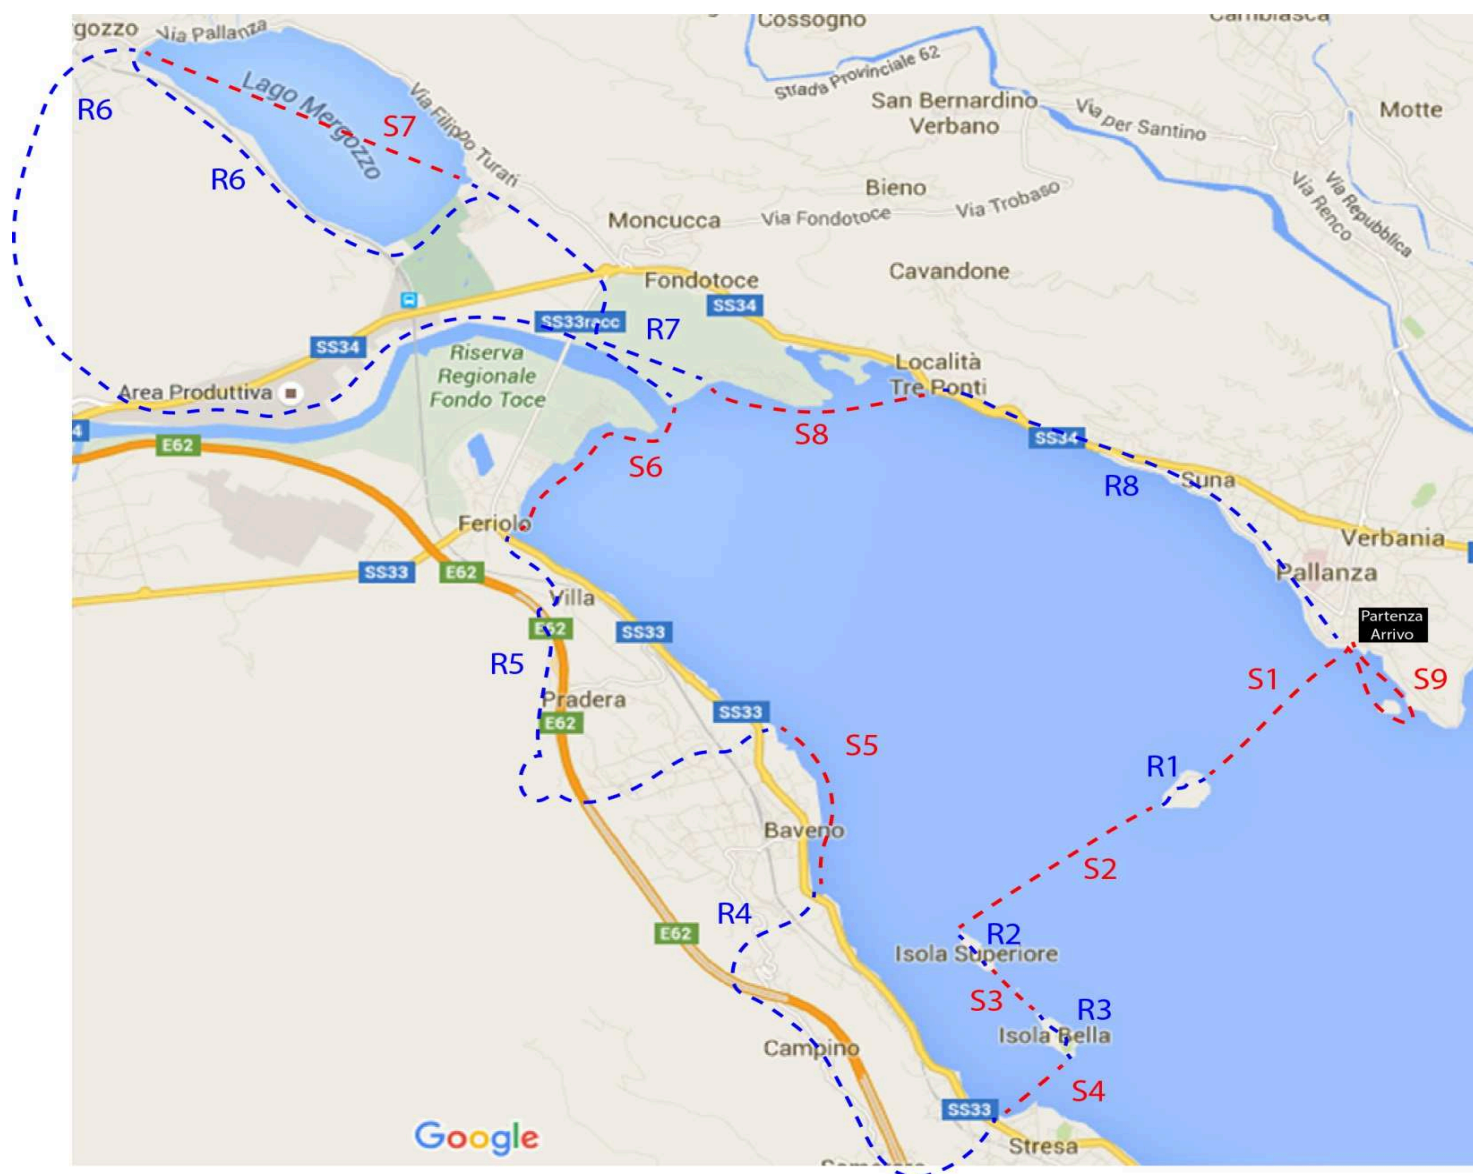 gozzo
Via Pallanza
Cossogno
Cambiasca
R6
Lago Mergozzo
S7
Via Filippo Turati
Strada Provinciale 62
San Bernardino
Verbano
Via per Santino
Motte
R6
Bieno
Via Renco
Via Repubblica
Moncucca
Via Fondotoce
Via Trobaso
Fondotoce
Cavandone
SS34
SS33racc
R7
SS34
Riserva
Regionale
Fondo Toce
Località
Tre Ponti
Area Produttiva
4
E62
S6
S8
SS34
R8
Suna
Feriolo
Verbania
SS33
E62
Villa
Pallanza
E62
SS33
Partenza
Arrivo
R5
Pradera
S1
S9
E62
SS33
S5
R1
Baveno
S2
R4
E62
R2
Isola Superiore
S3
R3
Isola Bella
Campino
S4
SS33
Google
Stresa